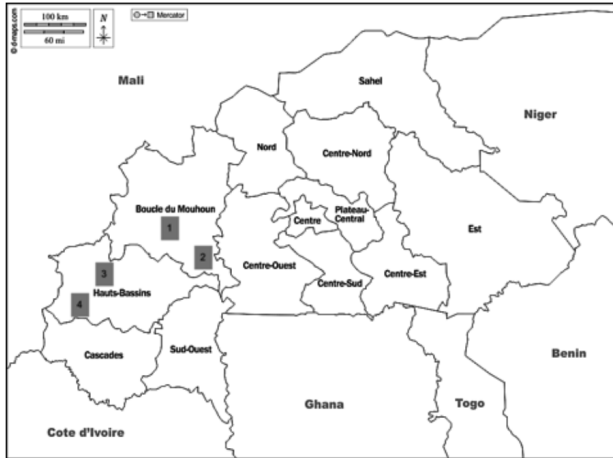 © d-maps.com
100 km
60 mi
N
Mercator
Mali
Sahel
Niger
Nord
Centre-Nord
Boucle du Mouhoun
1
Centre
Plateau-
Central
Est
2
Centre-Ouest
3
Hauts-Bassins
Centre-Sud
Centre-Est
4
Cascades
Sud-Ouest
Benin
Ghana
Togo
Cote d'Ivoire